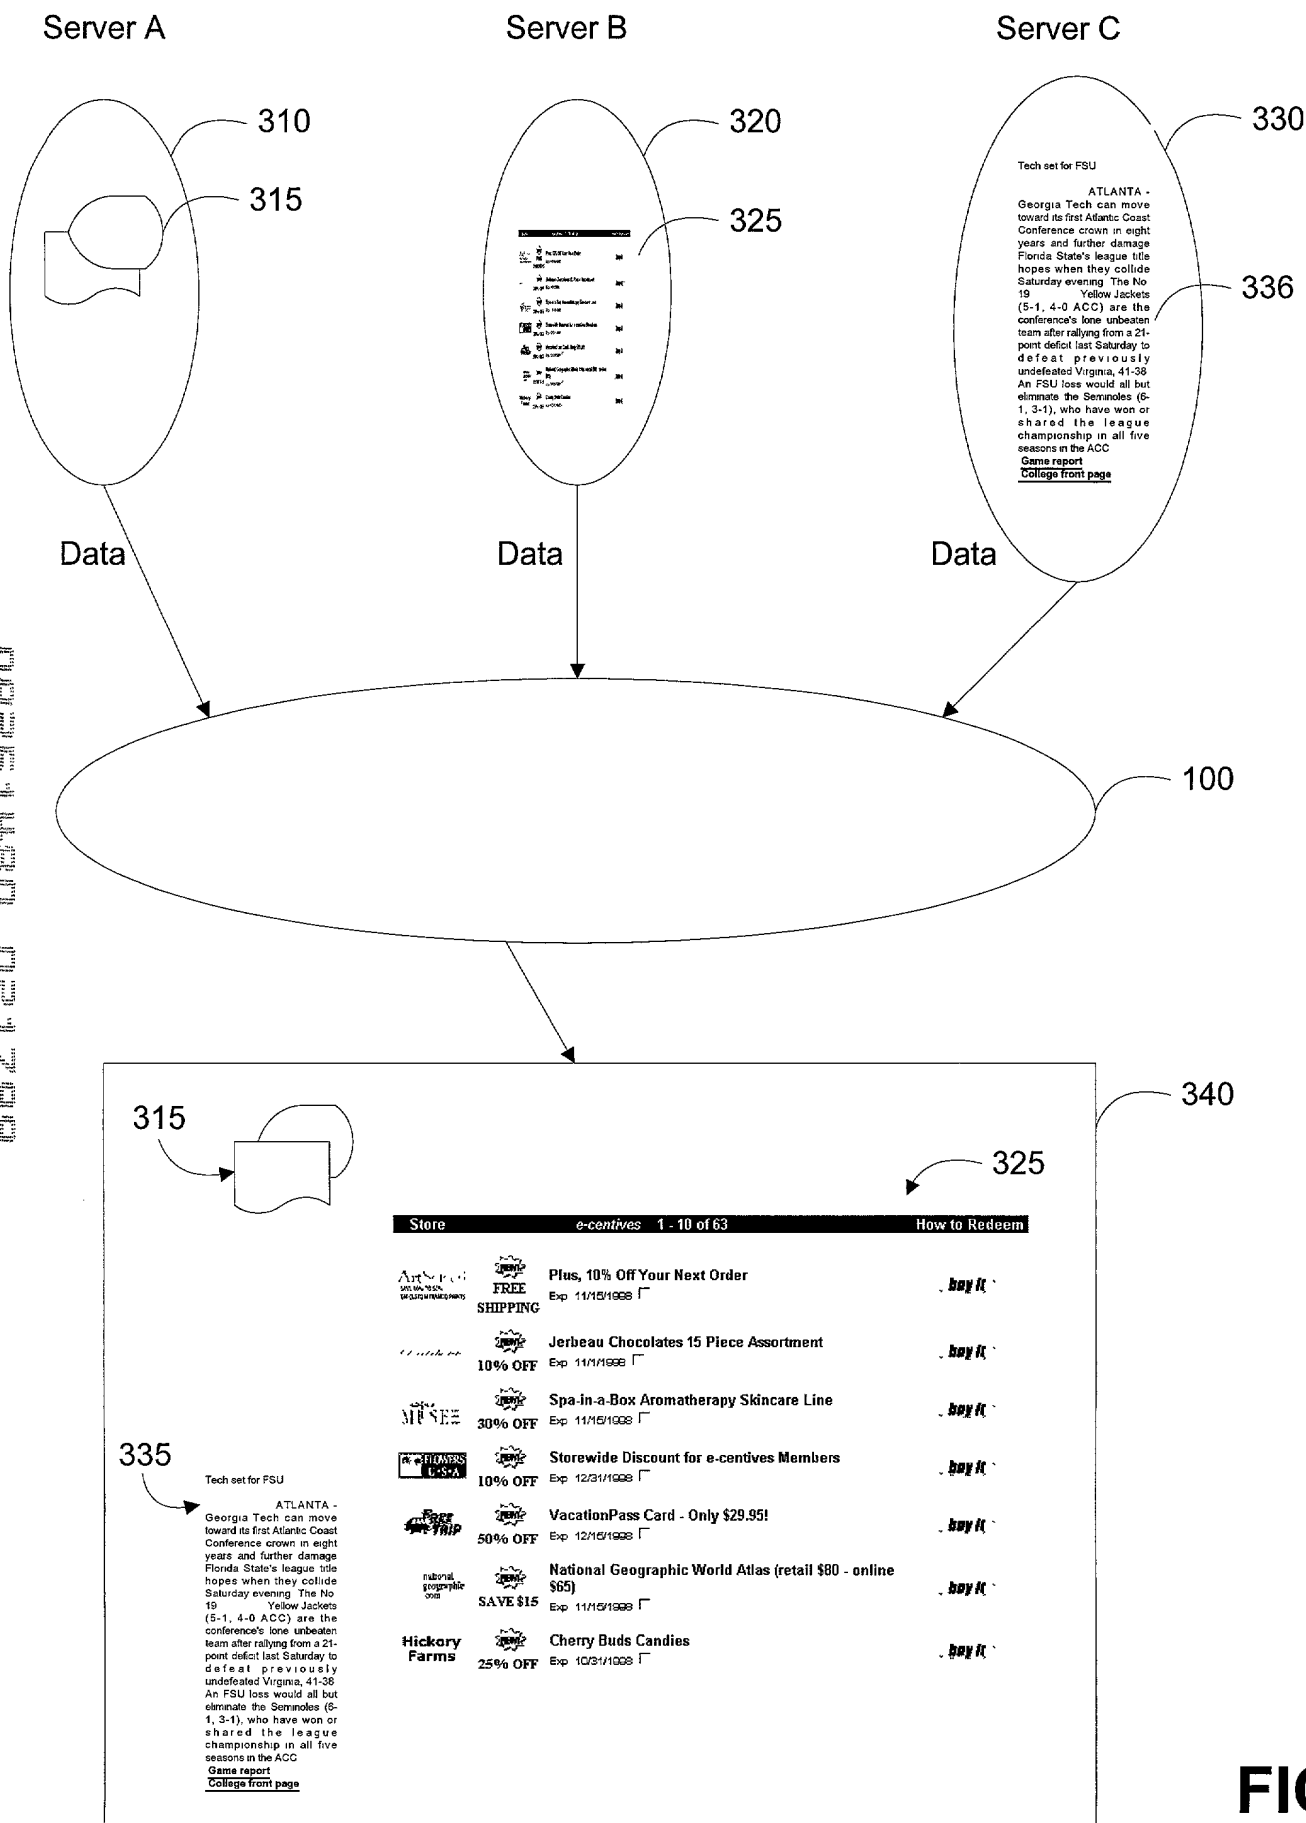 Server A
Server B
Server C
310
315
320
325
330
336
Tech set for FSU
ATLANTA -
Georgia Tech can move
toward its first Atlantic Coast
Conference crown in eight
years and further damage
Florida State's league title
hopes when they collide
Saturday evening The No
19 Yellow Jackets
(5-1, 4-0 ACC) are the
conference's lone unbeaten
team after rallying from a 21-
point deficit last Saturday to
defeat previously
undefeated Virginia, 41-38
An FSU loss would all but
eliminate the Seminoles (6-
1, 3-1), who have won or
shared the league
championship in all five
seasons in the ACC
Game report
College front page
Data
Data
Data
100
340
315
325
Store e-centives 1 - 10 of 63 How to Redeem
NEW!
FREE
SHIPPING
Plus, 10% Off Your Next Order
Exp 11/15/1998
buy it
NEW!
10% OFF
Jerbeau Chocolates 15 Piece Assortment
Exp 11/1/1998
buy it
MUSEE
NEW!
30% OFF
Spa-in-a-Box Aromatherapy Skincare Line
Exp 11/15/1998
buy it
FLOWERS
U·S·A
NEW!
10% OFF
Storewide Discount for e-centives Members
Exp 12/31/1998
buy it
FREE
TRIP
NEW!
50% OFF
VacationPass Card - Only $29.95!
Exp 12/15/1998
buy it
national
geographic
com
NEW!
SAVE $15
National Geographic World Atlas (retail $80 - online
$65)
Exp 11/15/1998
buy it
Hickory
Farms
NEW!
25% OFF
Cherry Buds Candies
Exp 10/31/1998
buy it
335
Tech set for FSU
ATLANTA -
Georgia Tech can move
toward its first Atlantic Coast
Conference crown in eight
years and further damage
Florida State's league title
hopes when they collide
Saturday evening The No
19 Yellow Jackets
(5-1, 4-0 ACC) are the
conference's lone unbeaten
team after rallying from a 21-
point deficit last Saturday to
defeat previously
undefeated Virginia, 41-38
An FSU loss would all but
eliminate the Seminoles (6-
1, 3-1), who have won or
shared the league
championship in all five
seasons in the ACC
Game report
College front page
FIG